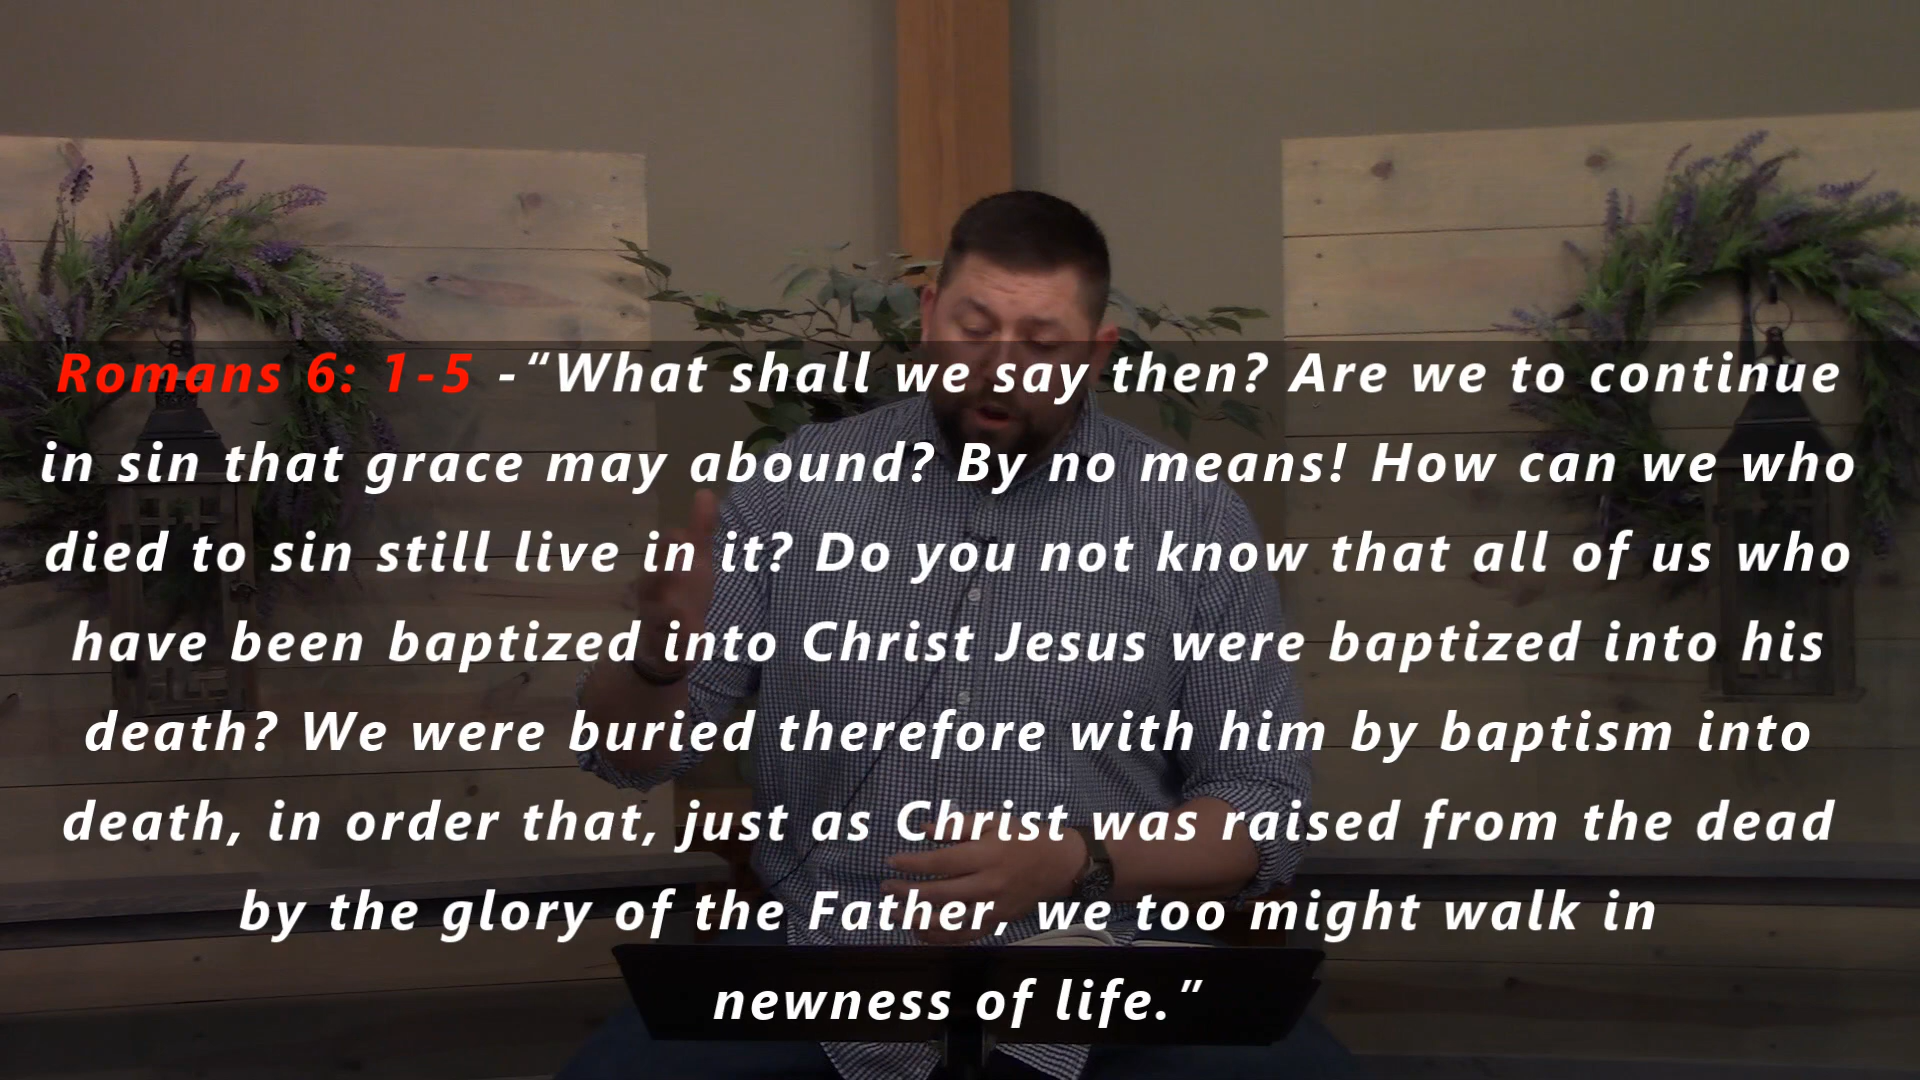 Romans 6: 1-5 -“What shall we say then? Are we to continue
in sin that grace may abound? By no means! How can we who
died to sin still live in it? Do you not know that all of us who
have been baptized into Christ Jesus were baptized into his
death? We were buried therefore with him by baptism into
death, in order that, just as Christ was raised from the dead
by the glory of the Father, we too might walk in
newness of life.”